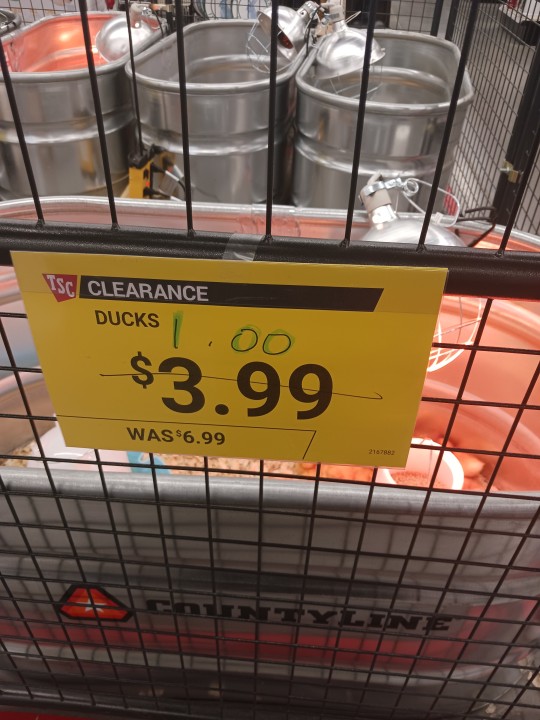 TSC CLEARANCE
DUCKS 1.00
$3.99
WAS $6.99
2167882
COUNTYLINE